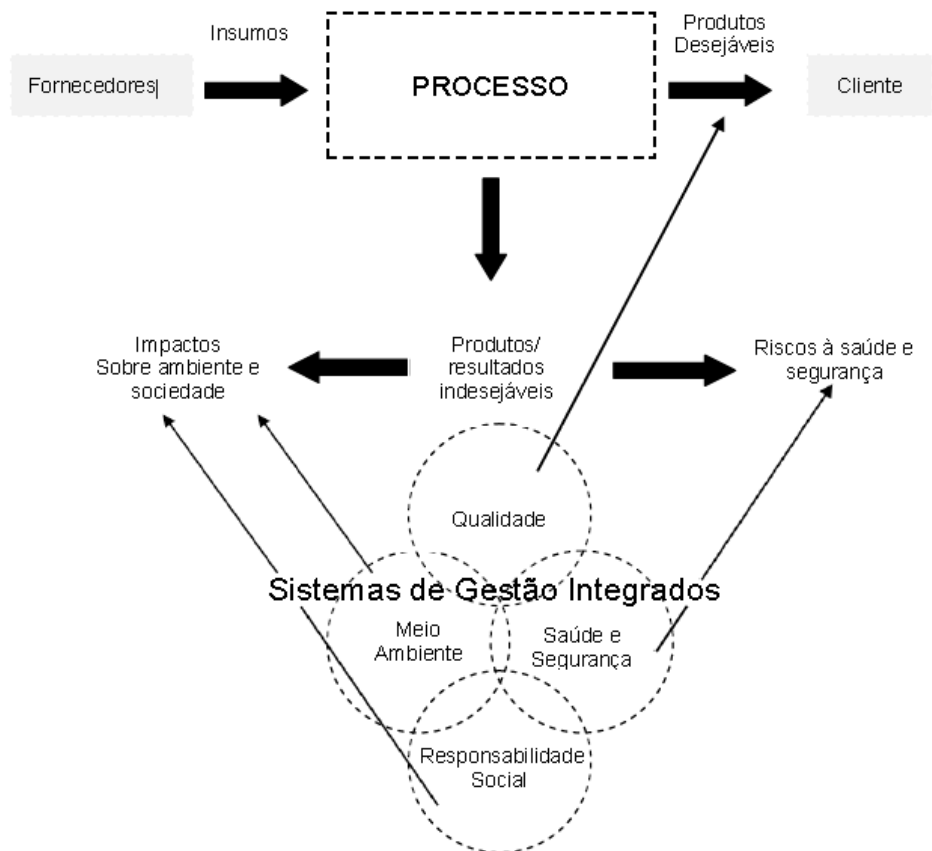 Insumos
Produtos
Desejáveis
Fornecedores
PROCESSO
Cliente
Impactos
Sobre ambiente e
sociedade
Produtos/
resultados
indesejáveis
Riscos à saúde e
segurança
Qualidade
Sistemas de Gestão Integrados
Meio
Ambiente
Saúde e
Segurança
Responsabilidade
Social